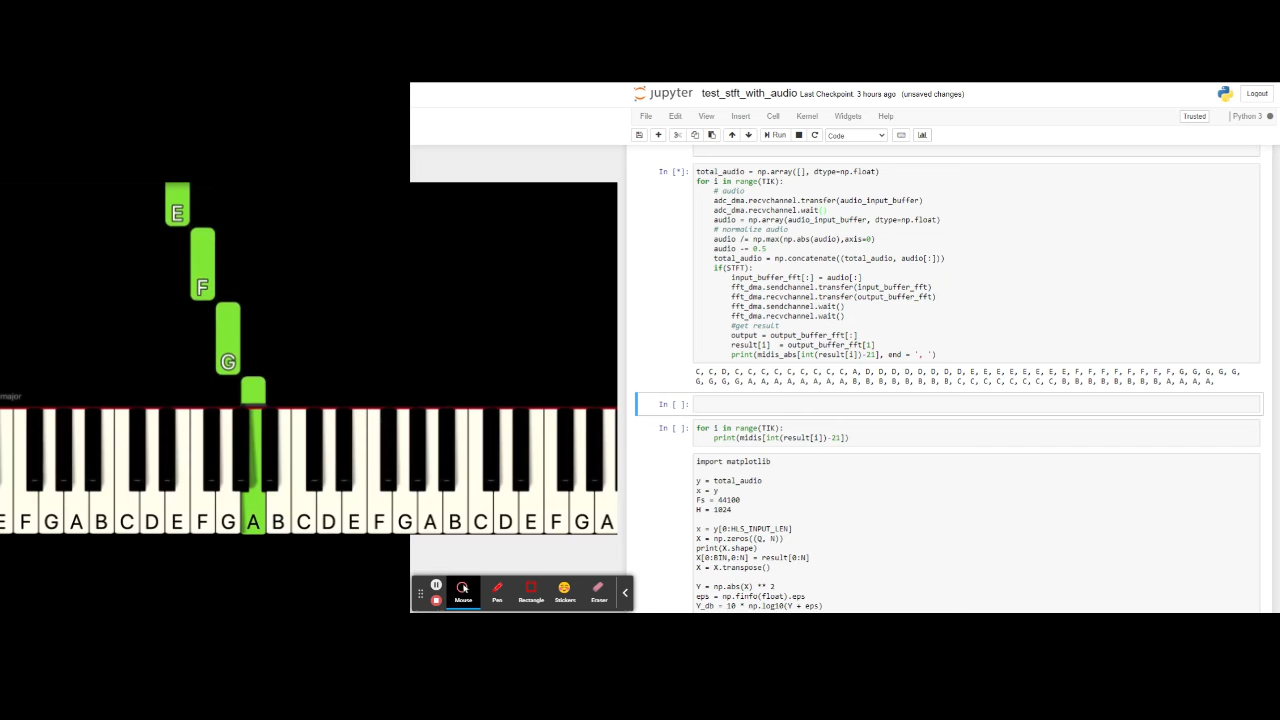 E
F
G
major
E F G A B C D E F G A B C D E F G A B C D E F G A
jupyter test_stft_with_audio Last Checkpoint: 3 hours ago (unsaved changes)
Logout
File Edit View Insert Cell Kernel Widgets Help
Trusted
Python 3
Run
Code
In [*]:
total_audio = np.array([], dtype=np.float)
for i in range(TIK):
    # audio
    adc_dma.recvchannel.transfer(audio_input_buffer)
    adc_dma.recvchannel.wait()
    audio = np.array(audio_input_buffer, dtype=np.float)
    # normalize audio
    audio /= np.max(np.abs(audio),axis=0)
    audio -= 0.5
    total_audio = np.concatenate((total_audio, audio[:]))
    if(STFT):
        input_buffer_fft[:] = audio[:]
        fft_dma.sendchannel.transfer(input_buffer_fft)
        fft_dma.recvchannel.transfer(output_buffer_fft)
        fft_dma.sendchannel.wait()
        fft_dma.recvchannel.wait()
        #get result
        output = output_buffer_fft[:]
        result[i]  = output_buffer_fft[1]
        print(midis_abs[int(result[i])-21], end = ', ')
C, C, D, C, C, C, C, C, C, C, C, C, A, D, D, D, D, D, D, D, D, E, E, E, E, E, E, E, E, F, F, F, F, F, F, F, F, G, G, G, G, G,
G, G, G, G, A, A, A, A, A, A, A, A, B, B, B, B, B, B, B, B, C, C, C, C, C, C, C, C, B, B, B, B, B, B, B, B, A, A, A, A,
In [ ]:
In [ ]:
for i in range(TIK):
    print(midis[int(result[i])-21])
import matplotlib
y = total_audio
x = y
Fs = 44100
H = 1024
x = y[0:HLS_INPUT_LEN]
X = np.zeros((Q, N))
print(X.shape)
X[0:BIN,0:N] = result[0:N]
X = X.transpose()
Y = np.abs(X) ** 2
eps = np.finfo(float).eps
Y_db = 10 * np.log10(Y + eps)
Mouse Pen Rectangle Stickers Eraser